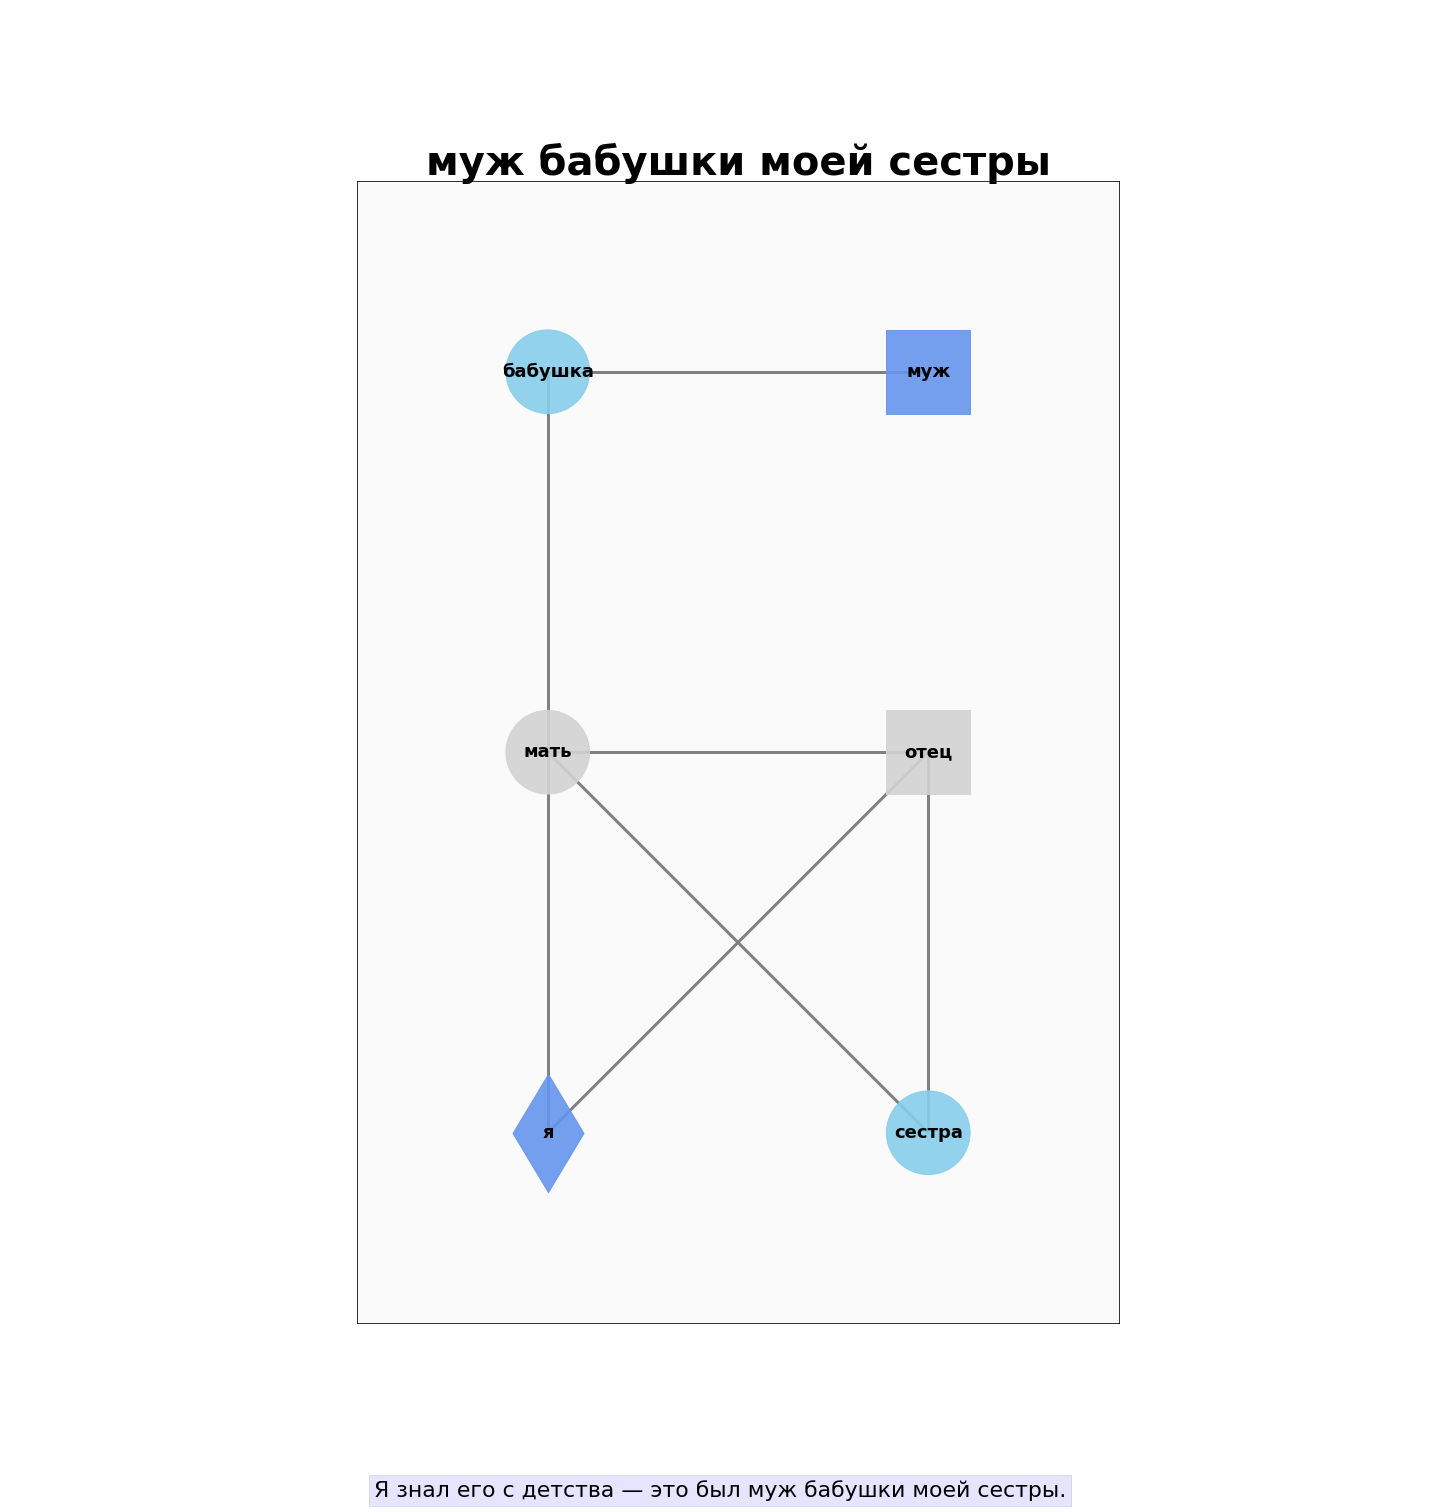 муж бабушки моей сестры
бабушка
муж
мать
отец
я
сестра
Я знал его с детства — это был муж бабушки моей сестры.